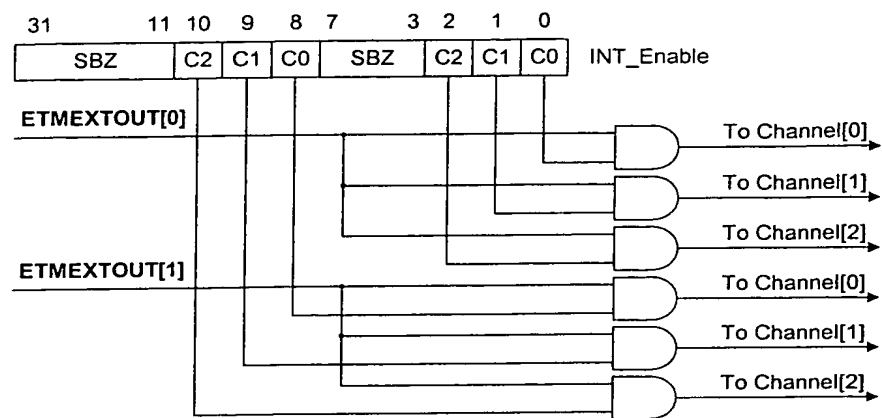 31 11 10 9 8 7 3 2 1 0
SBZ C2 C1 C0 SBZ C2 C1 C0 INT_Enable
ETMEXTOUT[0]
To Channel[0]
To Channel[1]
To Channel[2]
ETMEXTOUT[1]
To Channel[0]
To Channel[1]
To Channel[2]